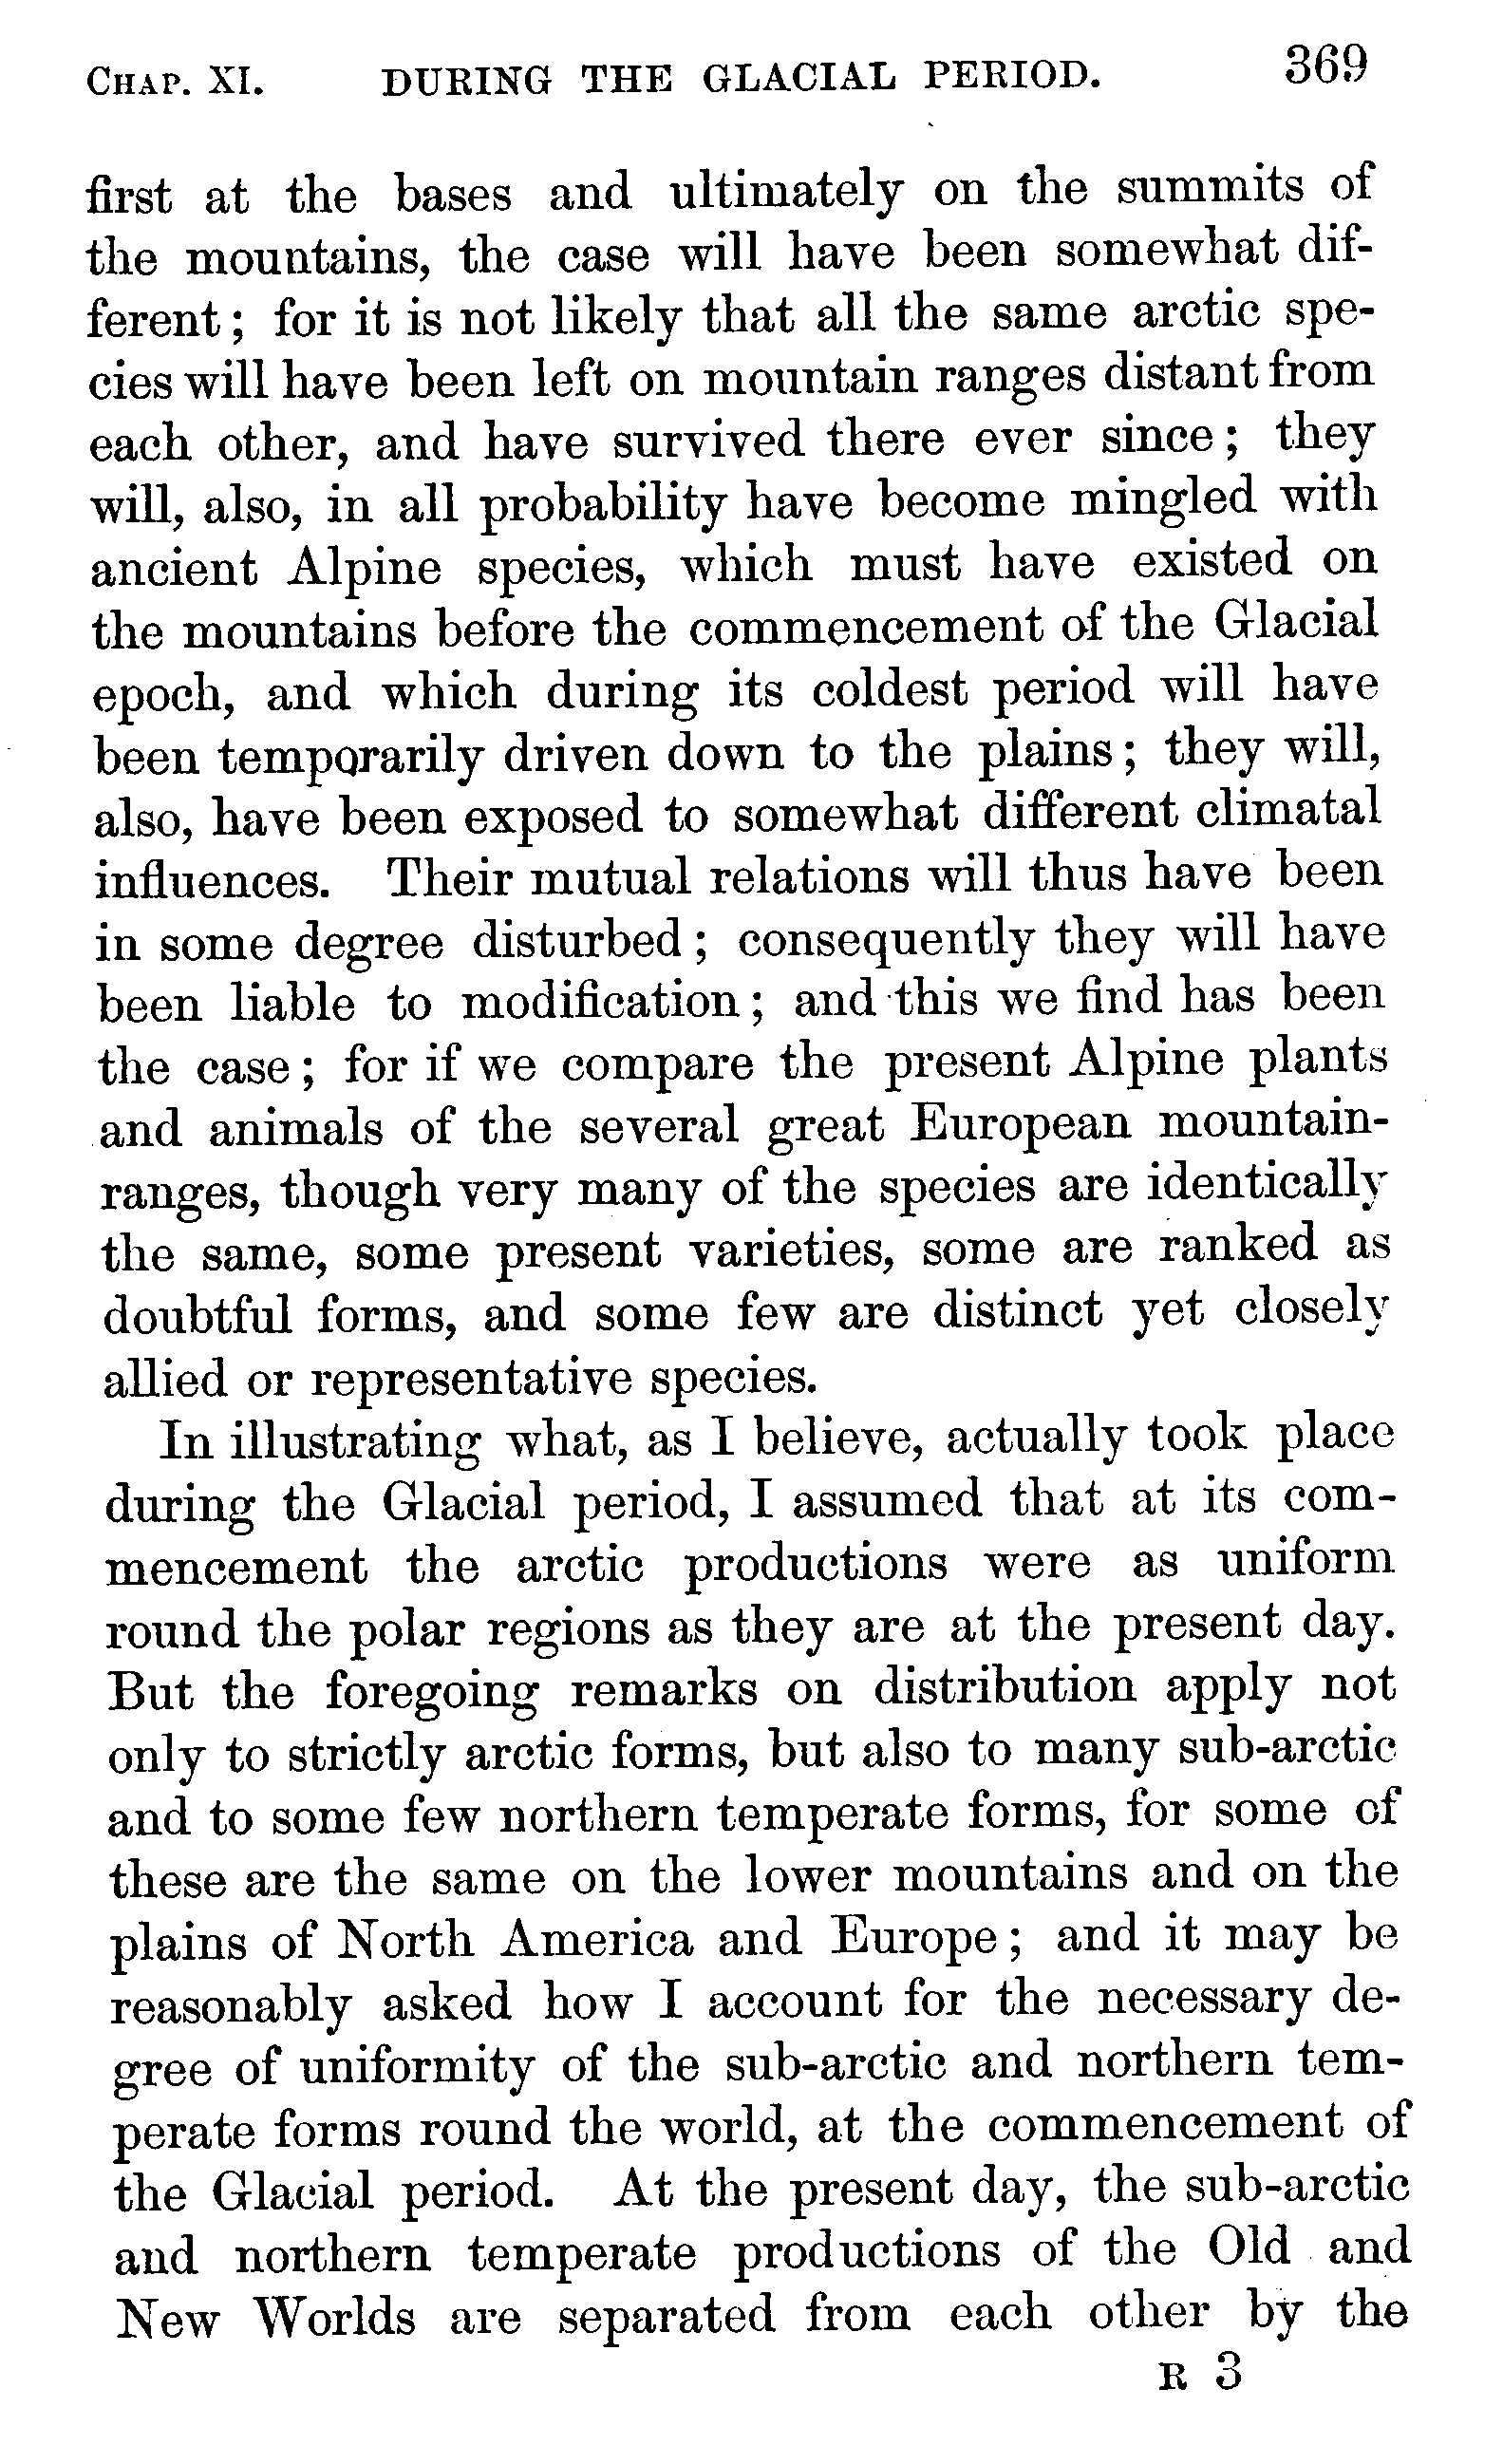 CHAP. XI. DURING THE GLACIAL PERIOD. 369
first at the bases and ultimately on the summits of
the mountains, the case will have been somewhat dif-
ferent; for it is not likely that all the same arctic spe-
cies will have been left on mountain ranges distant from
each other, and have survived there ever since; they
will, also, in all probability have become mingled with
ancient Alpine species, which must have existed on
the mountains before the commencement of the Glacial
epoch, and which during its coldest period will have
been temporarily driven down to the plains; they will,
also, have been exposed to somewhat different climatal
influences. Their mutual relations will thus have been
in some degree disturbed; consequently they will have
been liable to modification; and this we find has been
the case; for if we compare the present Alpine plants
and animals of the several great European mountain-
ranges, though very many of the species are identically
the same, some present varieties, some are ranked as
doubtful forms, and some few are distinct yet closely
allied or representative species.
In illustrating what, as I believe, actually took place
during the Glacial period, I assumed that at its com-
mencement the arctic productions were as uniform
round the polar regions as they are at the present day.
But the foregoing remarks on distribution apply not
only to strictly arctic forms, but also to many sub-arctic
and to some few northern temperate forms, for some of
these are the same on the lower mountains and on the
plains of North America and Europe; and it may be
reasonably asked how I account for the necessary de-
gree of uniformity of the sub-arctic and northern tem-
perate forms round the world, at the commencement of
the Glacial period. At the present day, the sub-arctic
and northern temperate productions of the Old and
New Worlds are separated from each other by the
R 3